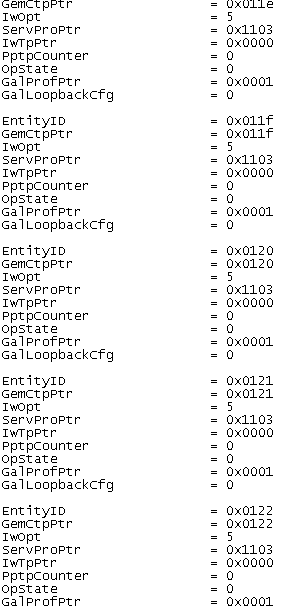 GemCtpPtr = 0x011e
IwOpt = 5
ServProPtr = 0x1103
IwTpPtr = 0x0000
PptpCounter = 0
OpState = 0
GalProfPtr = 0x0001
GalLoopbackCfg = 0
EntityID = 0x011f
GemCtpPtr = 0x011f
IwOpt = 5
ServProPtr = 0x1103
IwTpPtr = 0x0000
PptpCounter = 0
OpState = 0
GalProfPtr = 0x0001
GalLoopbackCfg = 0
EntityID = 0x0120
GemCtpPtr = 0x0120
IwOpt = 5
ServProPtr = 0x1103
IwTpPtr = 0x0000
PptpCounter = 0
OpState = 0
GalProfPtr = 0x0001
GalLoopbackCfg = 0
EntityID = 0x0121
GemCtpPtr = 0x0121
IwOpt = 5
ServProPtr = 0x1103
IwTpPtr = 0x0000
PptpCounter = 0
OpState = 0
GalProfPtr = 0x0001
GalLoopbackCfg = 0
EntityID = 0x0122
GemCtpPtr = 0x0122
IwOpt = 5
ServProPtr = 0x1103
IwTpPtr = 0x0000
PptpCounter = 0
OpState = 0
GalProfPtr = 0x0001